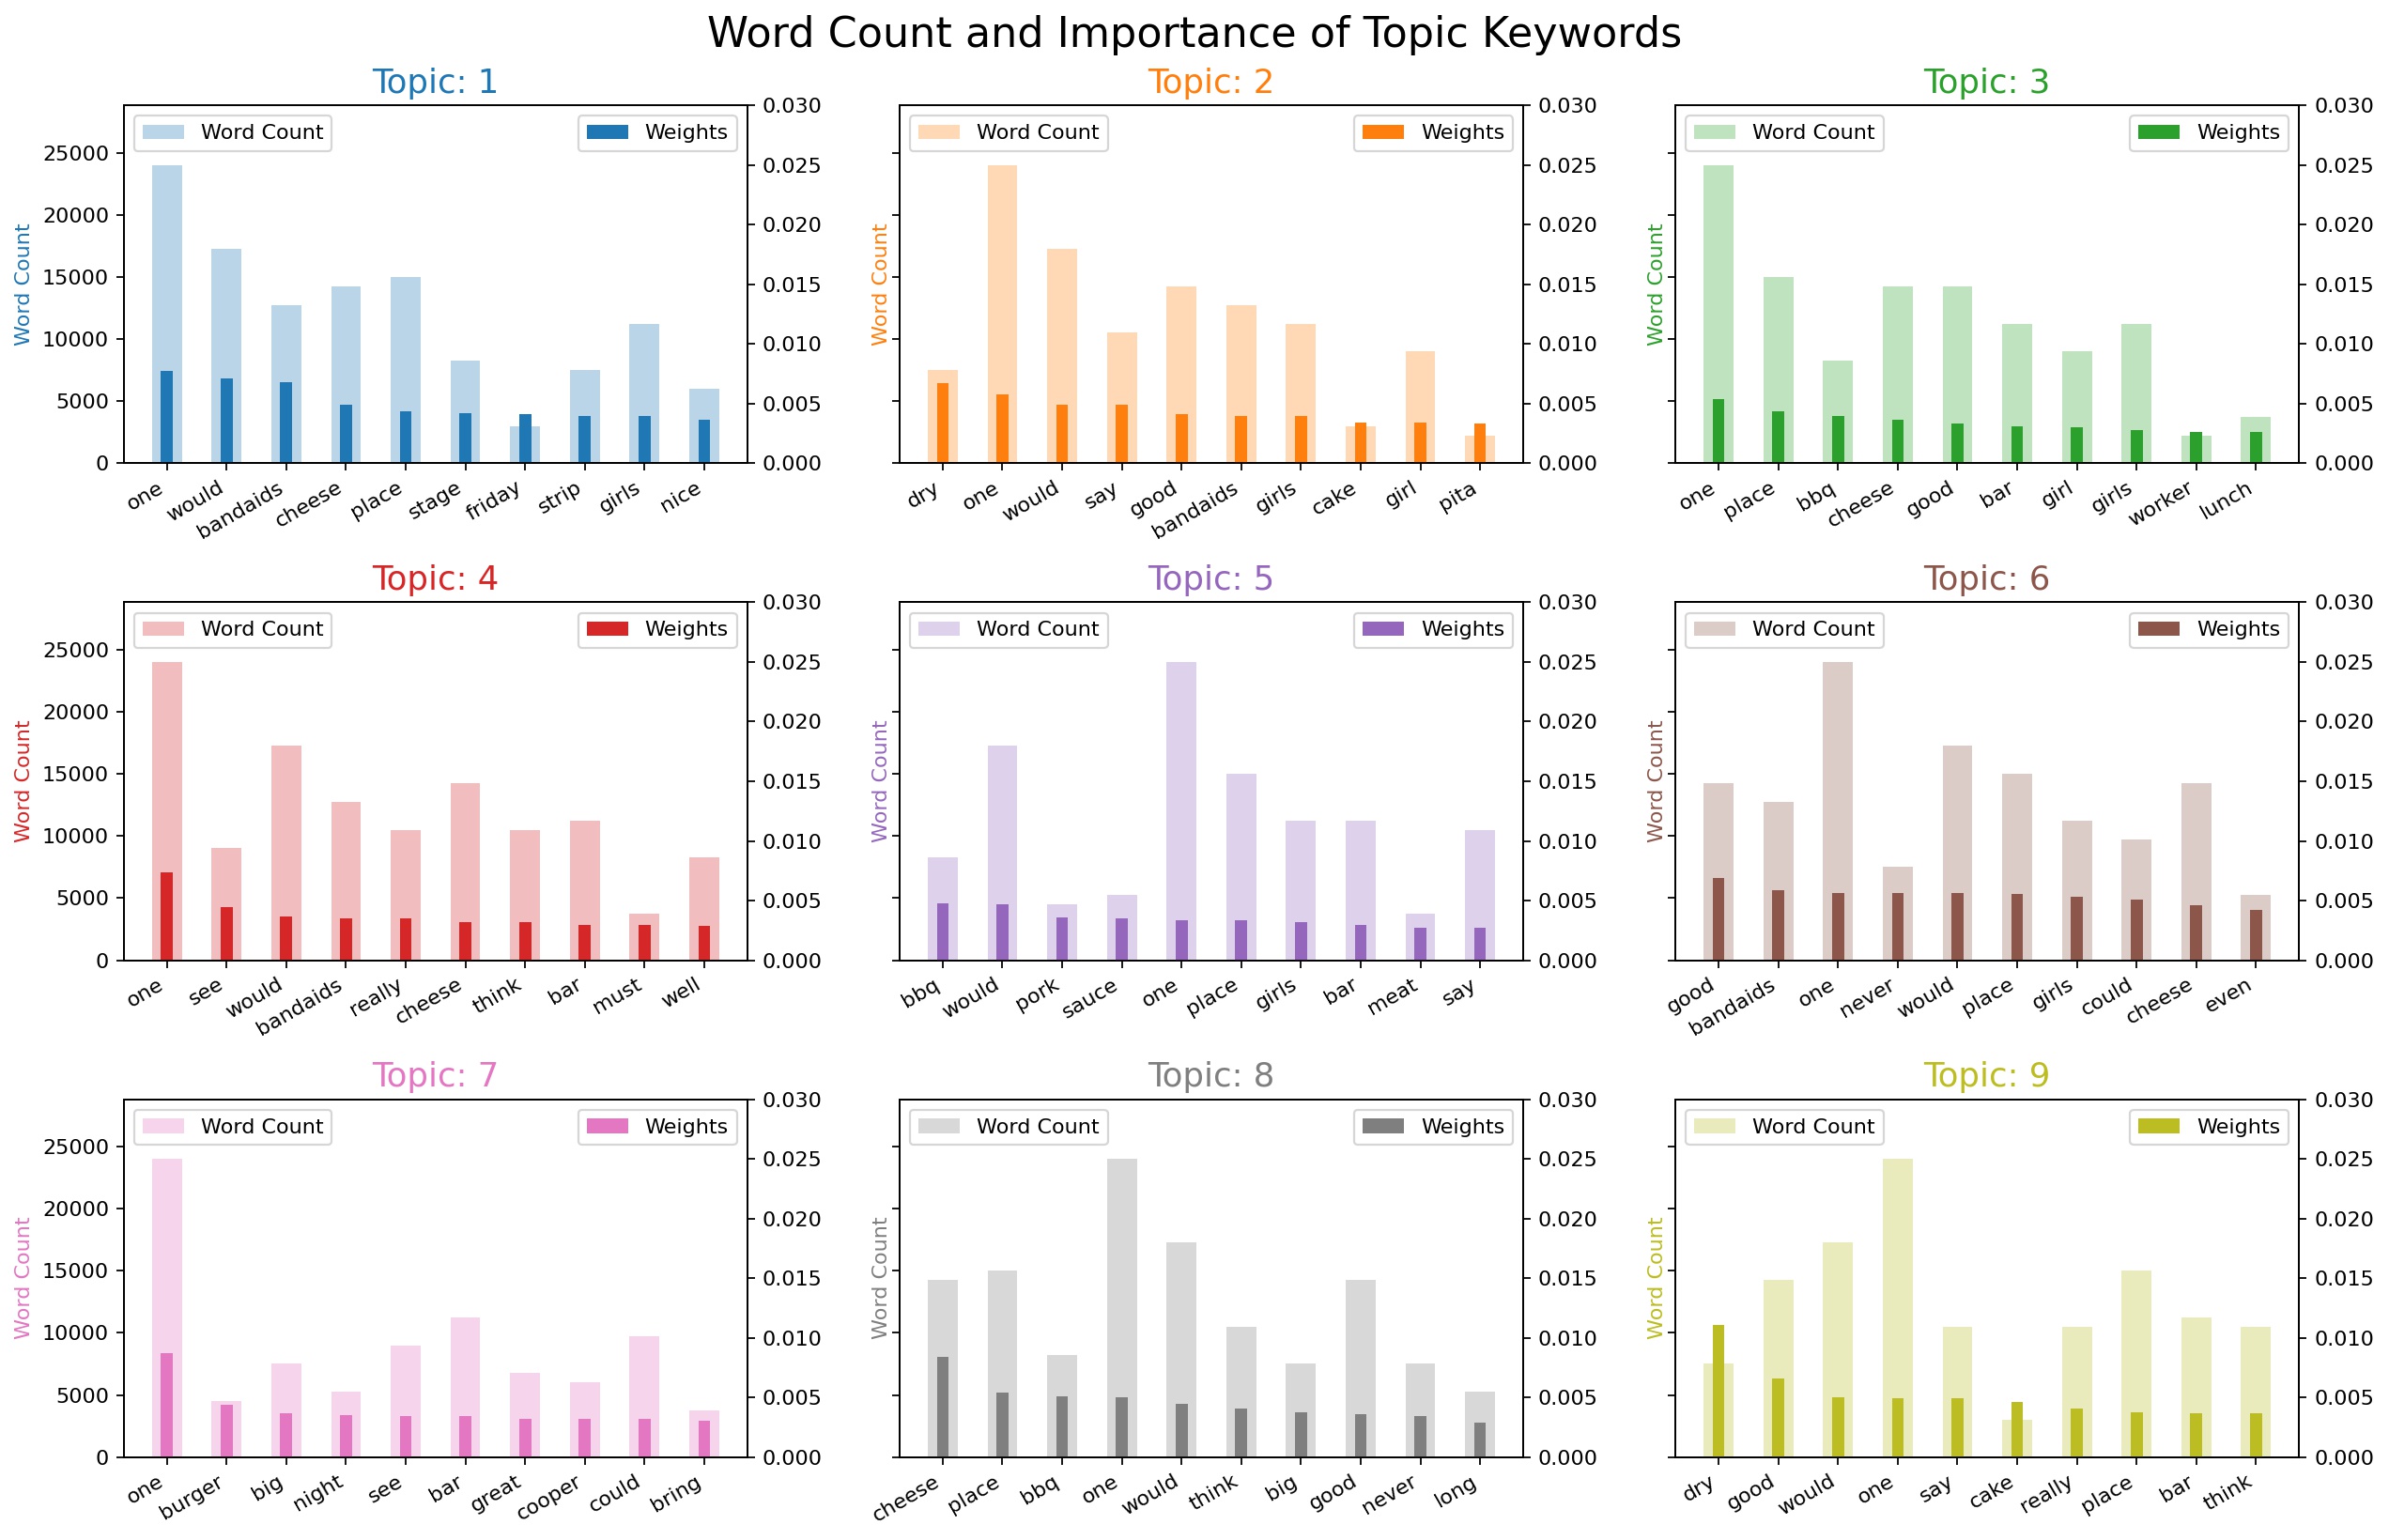 Word Count and Importance of Topic Keywords
Topic: 1
Word Count
Weights
Word Count
25000
20000
15000
10000
5000
0
0.030
0.025
0.020
0.015
0.010
0.005
0.000
one would bandaids cheese place stage friday strip girls nice
Topic: 2
Word Count
Weights
Word Count
0.030
0.025
0.020
0.015
0.010
0.005
0.000
dry one would say good bandaids girls cake girl pita
Topic: 3
Word Count
Weights
Word Count
0.030
0.025
0.020
0.015
0.010
0.005
0.000
one place bbq cheese good bar girl girls worker lunch
Topic: 4
Word Count
Weights
Word Count
25000
20000
15000
10000
5000
0
0.030
0.025
0.020
0.015
0.010
0.005
0.000
one see would bandaids really cheese think bar must well
Topic: 5
Word Count
Weights
Word Count
0.030
0.025
0.020
0.015
0.010
0.005
0.000
bbq would pork sauce one place girls bar meat say
Topic: 6
Word Count
Weights
Word Count
0.030
0.025
0.020
0.015
0.010
0.005
0.000
good bandaids one never would place girls could cheese even
Topic: 7
Word Count
Weights
Word Count
25000
20000
15000
10000
5000
0
0.030
0.025
0.020
0.015
0.010
0.005
0.000
one burger big night see bar great cooper could bring
Topic: 8
Word Count
Weights
Word Count
0.030
0.025
0.020
0.015
0.010
0.005
0.000
cheese place bbq one would think big good never long
Topic: 9
Word Count
Weights
Word Count
0.030
0.025
0.020
0.015
0.010
0.005
0.000
dry good would one say cake really place bar think